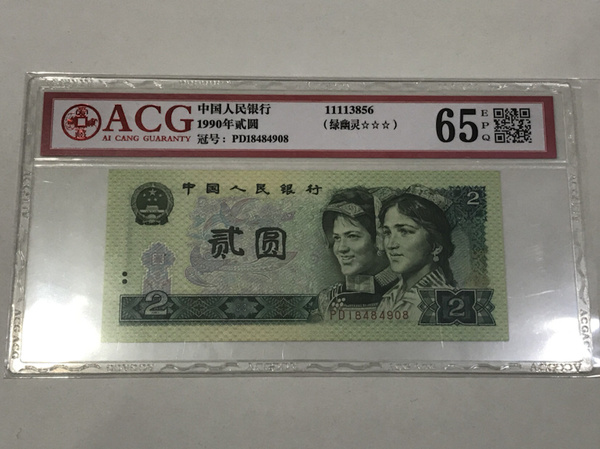 ACG
AI CANG GUARANTY
中国人民银行
1990年贰圆
冠号: PD18484908
11113856
(绿幽灵☆☆☆)
65
EPQ
中国人民银行
2
贰圆
2
2
PD18484908